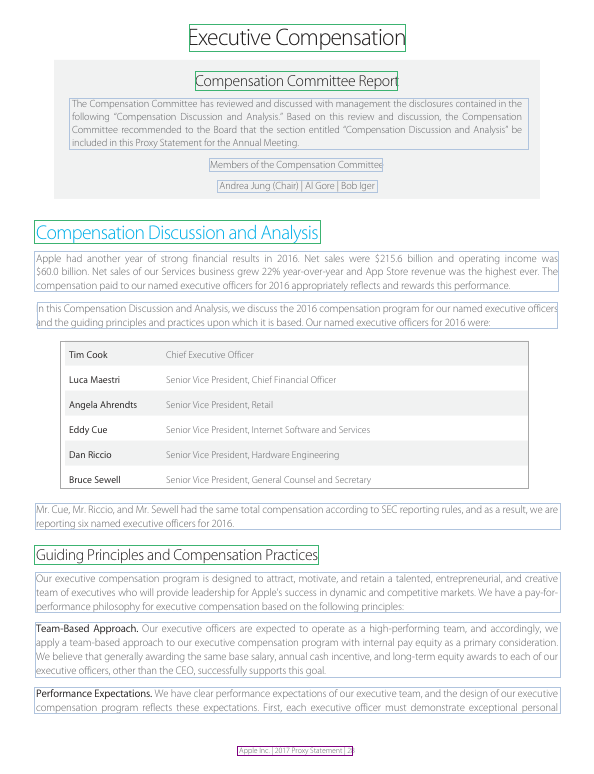 Executive Compensation
Compensation Committee Report
The Compensation Committee has reviewed and discussed with management the disclosures contained in the
following “Compensation Discussion and Analysis.” Based on this review and discussion, the Compensation
Committee recommended to the Board that the section entitled “Compensation Discussion and Analysis” be
included in this Proxy Statement for the Annual Meeting.
Members of the Compensation Committee
Andrea Jung (Chair) | Al Gore | Bob Iger
Compensation Discussion and Analysis
Apple had another year of strong financial results in 2016. Net sales were $215.6 billion and operating income was
$60.0 billion. Net sales of our Services business grew 22% year-over-year and App Store revenue was the highest ever. The
compensation paid to our named executive officers for 2016 appropriately reflects and rewards this performance.
In this Compensation Discussion and Analysis, we discuss the 2016 compensation program for our named executive officers
and the guiding principles and practices upon which it is based. Our named executive officers for 2016 were:
Tim Cook Chief Executive Officer
Luca Maestri Senior Vice President, Chief Financial Officer
Angela Ahrendts Senior Vice President, Retail
Eddy Cue Senior Vice President, Internet Software and Services
Dan Riccio Senior Vice President, Hardware Engineering
Bruce Sewell Senior Vice President, General Counsel and Secretary
Mr. Cue, Mr. Riccio, and Mr. Sewell had the same total compensation according to SEC reporting rules, and as a result, we are
reporting six named executive officers for 2016.
Guiding Principles and Compensation Practices
Our executive compensation program is designed to attract, motivate, and retain a talented, entrepreneurial, and creative
team of executives who will provide leadership for Apple’s success in dynamic and competitive markets. We have a pay-for-
performance philosophy for executive compensation based on the following principles:
Team-Based Approach. Our executive officers are expected to operate as a high-performing team, and accordingly, we
apply a team-based approach to our executive compensation program with internal pay equity as a primary consideration.
We believe that generally awarding the same base salary, annual cash incentive, and long-term equity awards to each of our
executive officers, other than the CEO, successfully supports this goal.
Performance Expectations. We have clear performance expectations of our executive team, and the design of our executive
compensation program reflects these expectations. First, each executive officer must demonstrate exceptional personal
Apple Inc. | 2017 Proxy Statement |